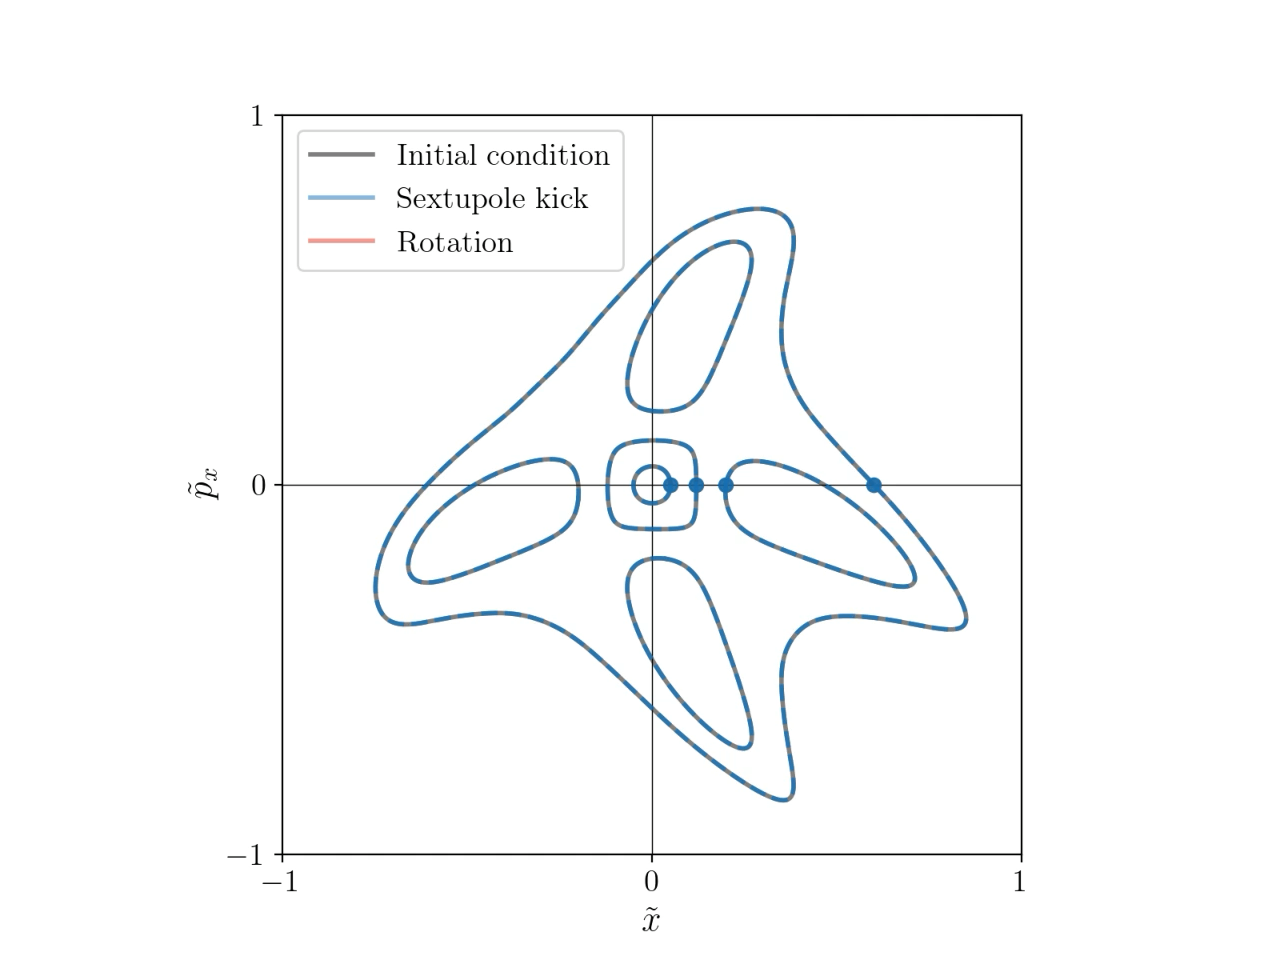 1
Initial condition
Sextupole kick
Rotation
p̃ₓ
0
−1
−1 0 1
x̃